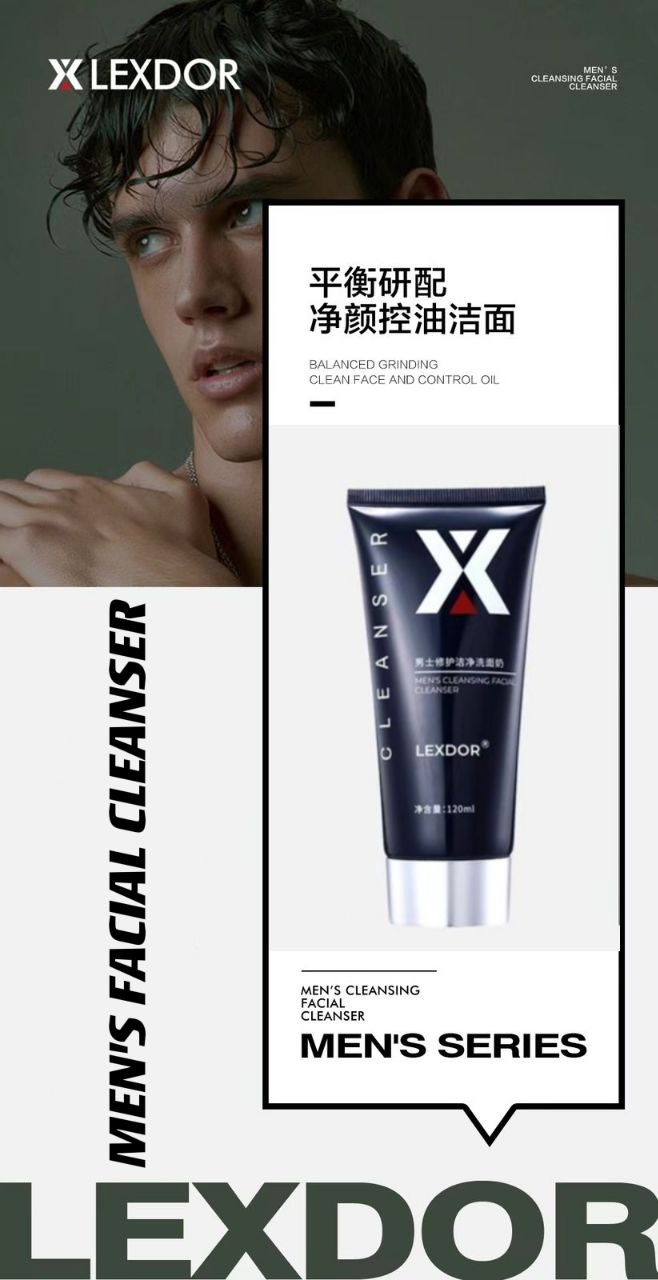 LEXDOR
MEN'S
CLEANSING FACIAL
CLEANSER
平衡研配
净颜控油洁面
BALANCED GRINDING
CLEAN FACE AND CONTROL OIL
CLEANSER
男士修护洁净洗面奶
MEN'S CLEANSING FACIAL
CLEANSER
LEXDOR®
净含量:120ml
MEN'S FACIAL CLEANSER
MEN'S CLEANSING
FACIAL
CLEANSER
MEN'S SERIES
LEXDOR